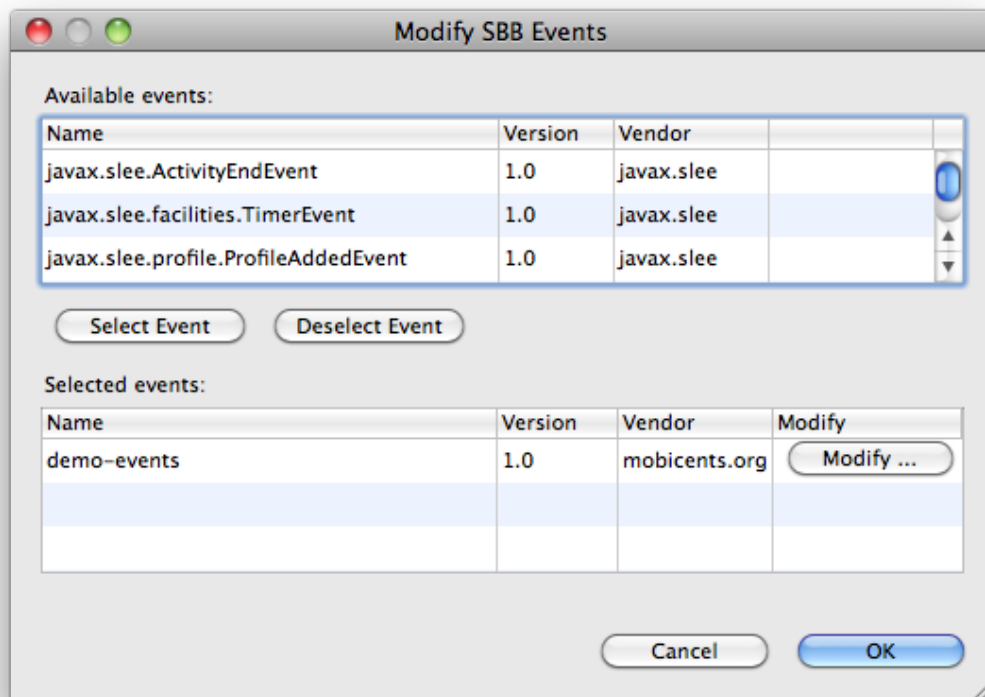 Modify SBB Events
Available events:
Name Version Vendor
javax.slee.ActivityEndEvent 1.0 javax.slee
javax.slee.facilities.TimerEvent 1.0 javax.slee
javax.slee.profile.ProfileAddedEvent 1.0 javax.slee
Select Event Deselect Event
Selected events:
Name Version Vendor Modify
demo-events 1.0 mobicents.org Modify ...
Cancel OK